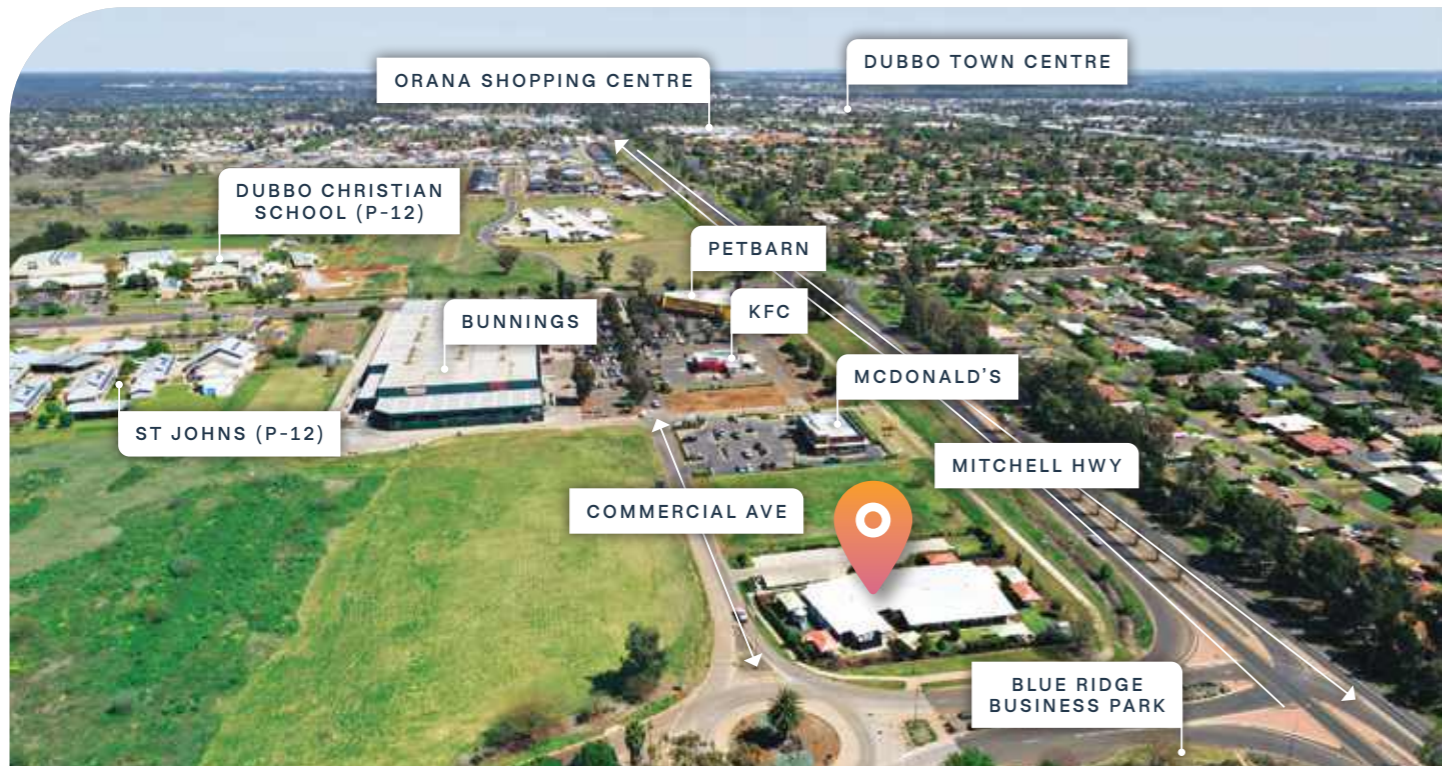 ORANA SHOPPING CENTRE
DUBBO TOWN CENTRE
DUBBO CHRISTIAN
SCHOOL (P-12)
PETBARN
KFC
BUNNINGS
MCDONALD'S
ST JOHNS (P-12)
MITCHELL HWY
COMMERCIAL AVE
BLUE RIDGE
BUSINESS PARK